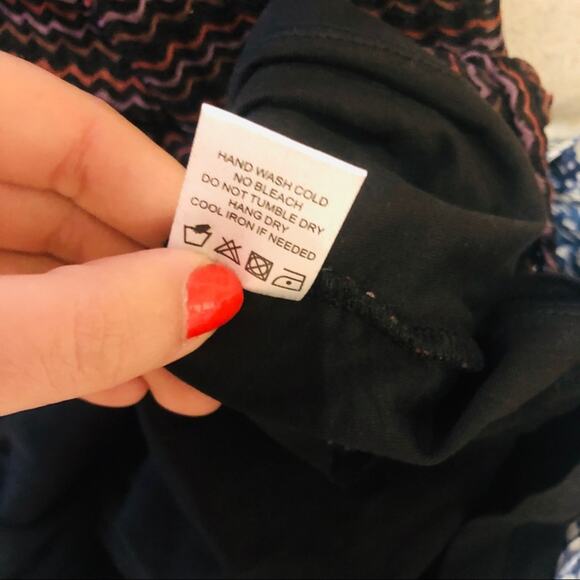 HAND WASH COLD
NO BLEACH
DO NOT TUMBLE DRY
HANG DRY
COOL IRON IF NEEDED